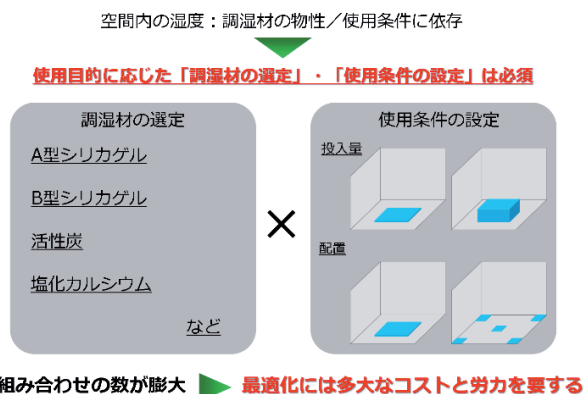 空間内の温度：調湿材の物性／使用条件に依存
使用目的に応じた「調湿材の選定」・「使用条件の設定」は必須
調湿材の選定
A型シリカゲル
B型シリカゲル
活性炭
塩化カルシウム
など
×
使用条件の設定
投入量
配置
組み合わせの数が膨大
最適化には多大なコストと労力を要する